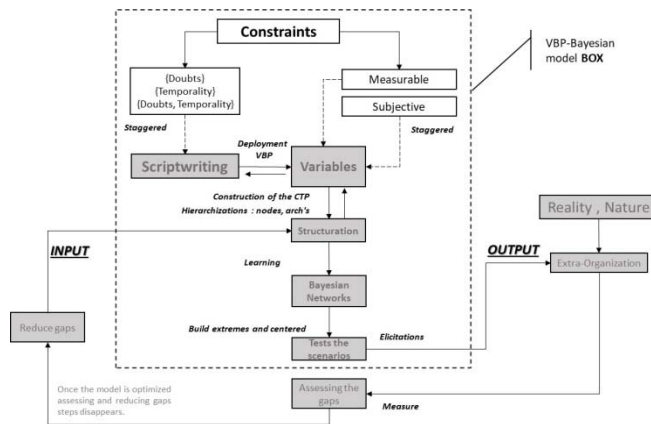 Constraints
VBP-Bayesian
model BOX
{Doubts}
{Temporality}
{Doubts, Temporality}
Measurable
Subjective
Staggered
Staggered
Deployment
VBP
Scriptwriting
Variables
Construction of the CTP
Hierarchizations : nodes, arch's
Reality , Nature
Structuration
INPUT
OUTPUT
Extra-Organization
Learning
Bayesian
Networks
Reduce gaps
Build extremes and centered
Elicitations
Tests the
scenarios
Once the model is optimized
assessing and reducing gaps
steps disappears.
Assessing the
gaps
Measure